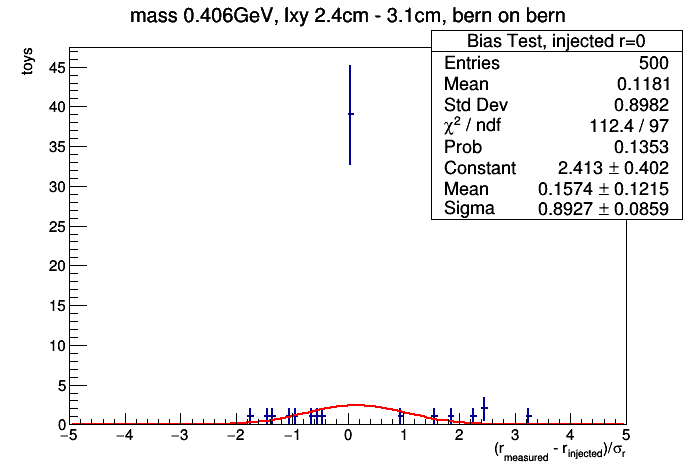 mass 0.406GeV, lxy 2.4cm - 3.1cm, bern on bern
Bias Test, injected r=0
Entries 500
Mean 0.1181
Std Dev 0.8982
χ² / ndf 112.4 / 97
Prob 0.1353
Constant 2.413 ± 0.402
Mean 0.1574 ± 0.1215
Sigma 0.8927 ± 0.0859
toys
45
40
35
30
25
20
15
10
5
0
−5 −4 −3 −2 −1 0 1 2 3 4 5
(r_measured - r_injected)/σ_r